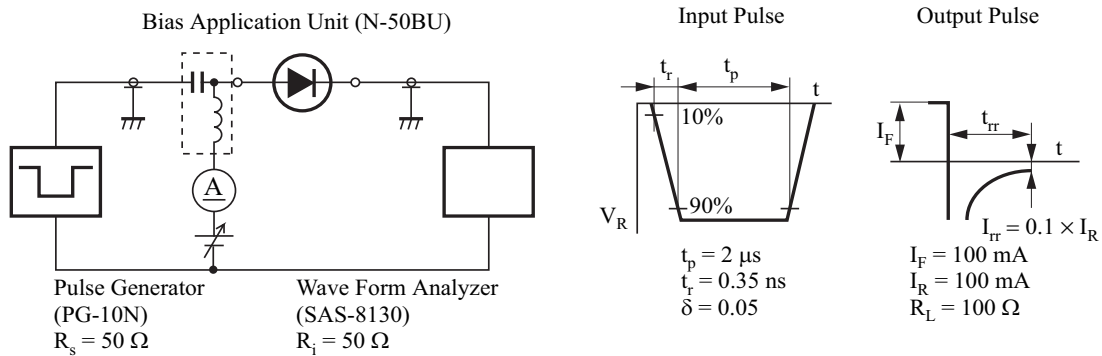 Bias Application Unit (N-50BU)
A
Pulse Generator
(PG-10N)
R_s = 50 Ω
Wave Form Analyzer
(SAS-8130)
R_i = 50 Ω
Input Pulse
t_r
t_p
t
10%
90%
V_R
t_p = 2 μs
t_r = 0.35 ns
δ = 0.05
Output Pulse
I_F
t_rr
t
I_rr = 0.1 × I_R
I_F = 100 mA
I_R = 100 mA
R_L = 100 Ω